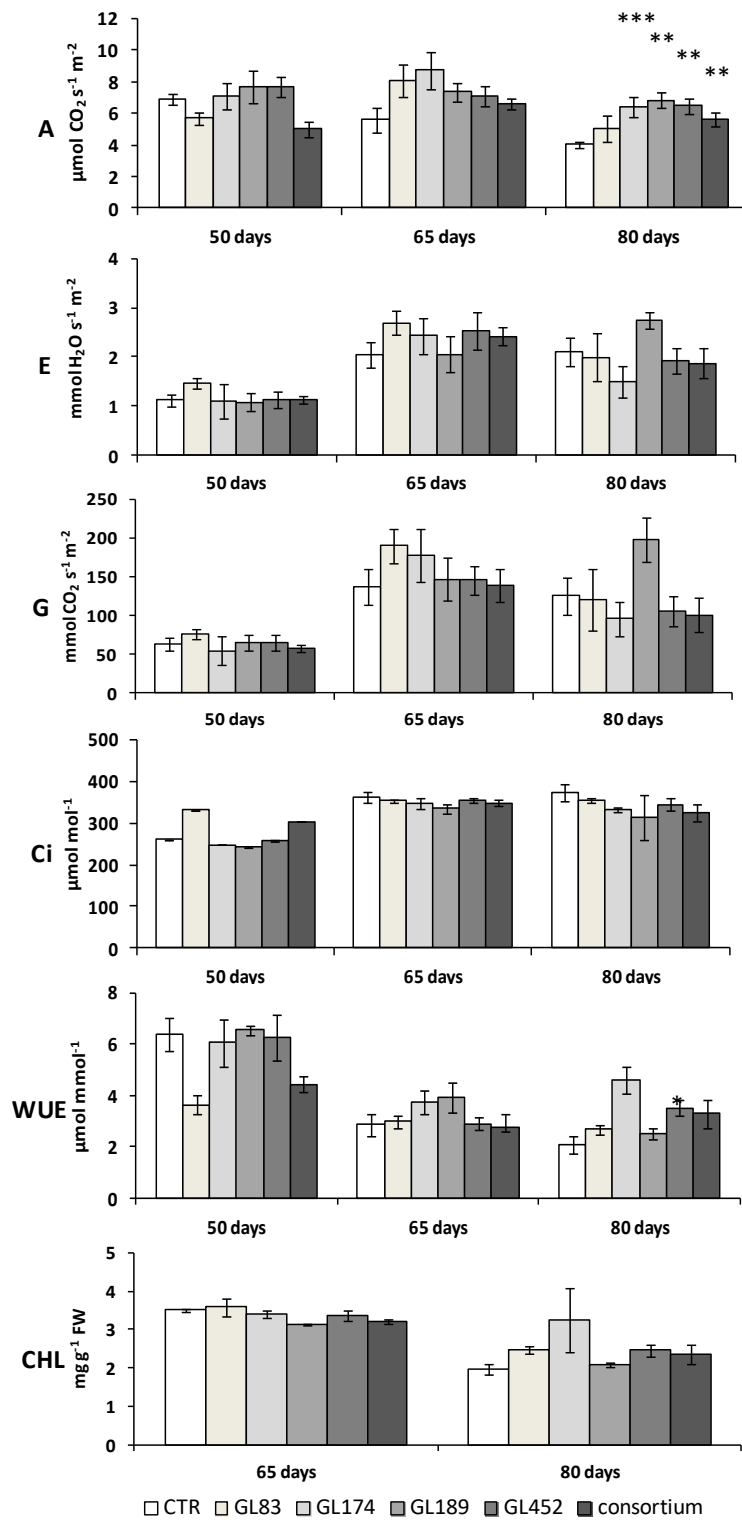 12
10
8
6
4
2
0
A
µmol CO₂ s⁻¹ m⁻²
***
**
**
**
50 days 65 days 80 days
4
3
2
1
0
E
mmol H₂O s⁻¹ m⁻²
50 days 65 days 80 days
250
200
150
100
50
0
G
mmol CO₂ s⁻¹ m⁻²
50 days 65 days 80 days
500
400
300
200
100
0
Ci
µmol mol⁻¹
50 days 65 days 80 days
8
6
4
2
0
WUE
µmol mmol⁻¹
*
50 days 65 days 80 days
5
4
3
2
1
0
CHL
mg g⁻¹ FW
65 days 80 days
CTR GL83 GL174 GL189 GL452 consortium